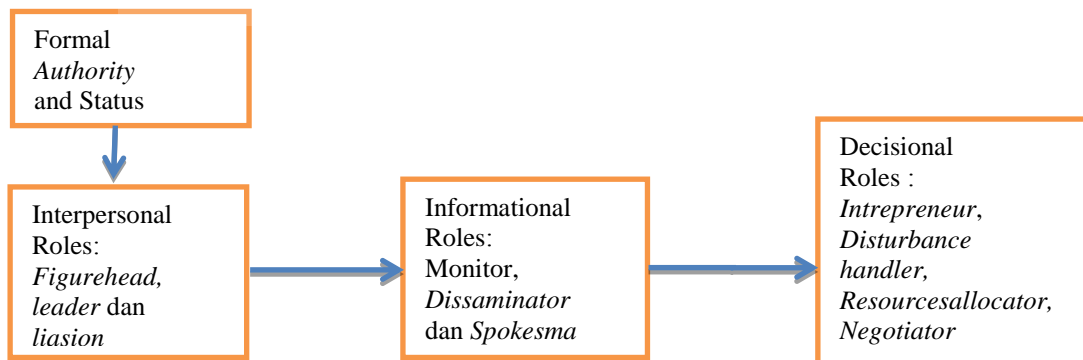 Formal
Authority
and Status
Interpersonal
Roles:
Figurehead,
leader dan
liasion
Informational
Roles:
Monitor,
Dissaminator
dan Spokesma
Decisional
Roles :
Intrepreneur,
Disturbance
handler,
Resourcesallocator,
Negotiator